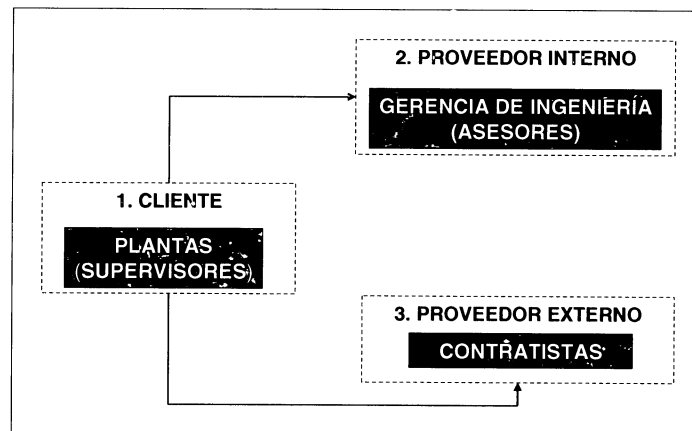 2. PROVEEDOR INTERNO
GERENCIA DE INGENIERÍA
(ASESORES)
1. CLIENTE
PLANTAS
(SUPERVISORES)
3. PROVEEDOR EXTERNO
CONTRATISTAS